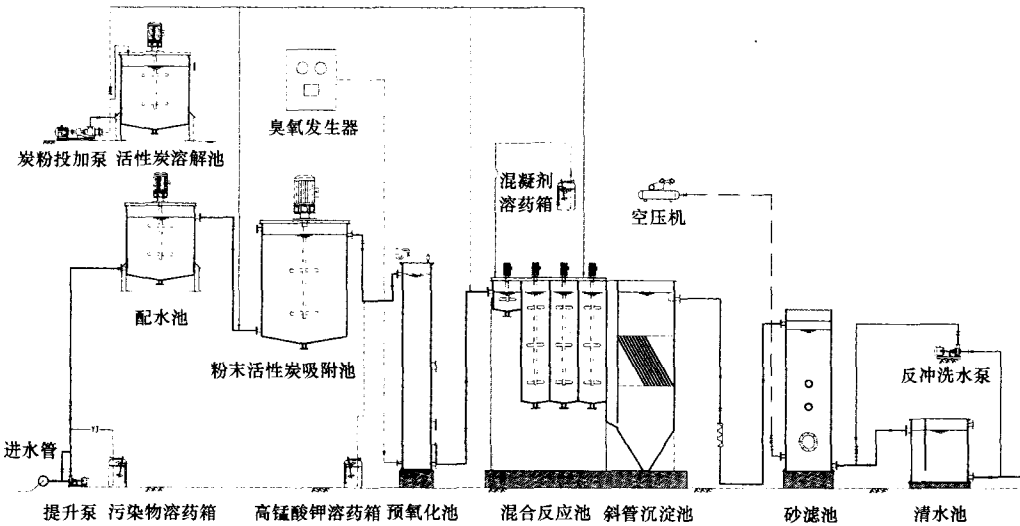 臭氧发生器
炭粉投加泵 活性炭溶解池
混凝剂
溶药箱
空压机
配水池
粉末活性炭吸附池
反冲洗水泵
进水管
提升泵 污染物溶药箱 高锰酸钾溶药箱 预氧化池 混合反应池 斜管沉淀池 砂滤池 清水池